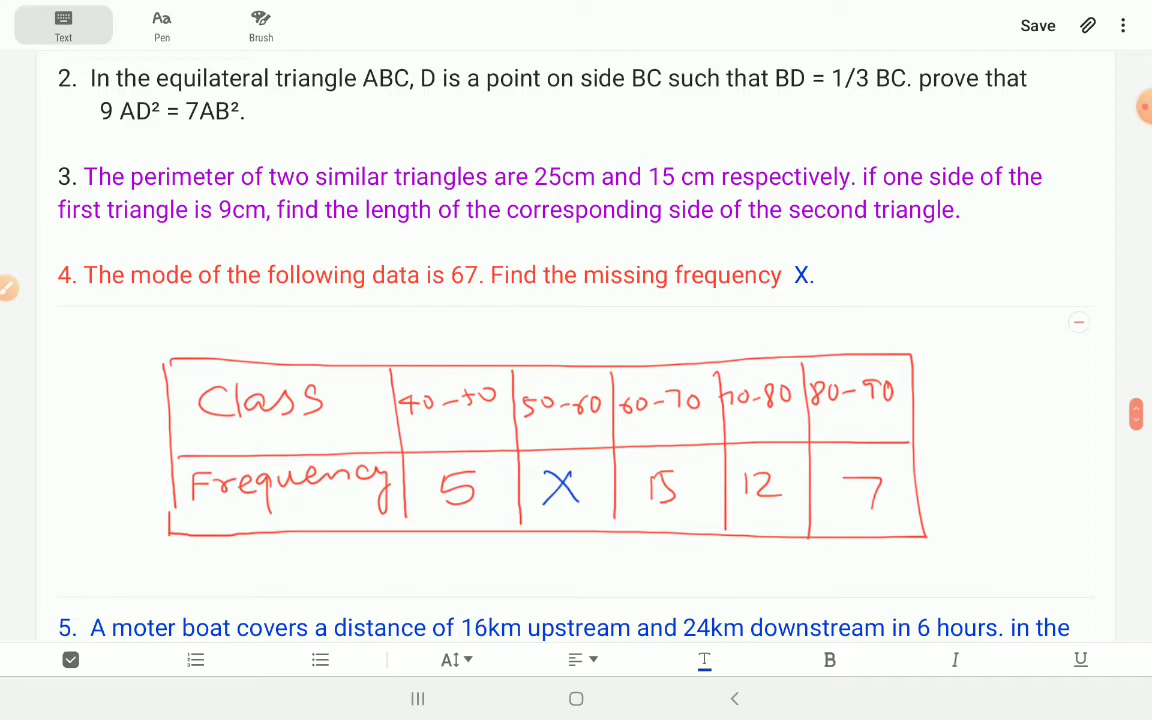 Text Pen Brush Save
2. In the equilateral triangle ABC, D is a point on side BC such that BD = 1/3 BC. prove that
9 AD² = 7AB².
3. The perimeter of two similar triangles are 25cm and 15 cm respectively. if one side of the
first triangle is 9cm, find the length of the corresponding side of the second triangle.
4. The mode of the following data is 67. Find the missing frequency X.
Class 40-50 50-60 60-70 70-80 80-90
Frequency 5 X 15 12 7
5. A moter boat covers a distance of 16km upstream and 24km downstream in 6 hours. in the
A T B I U